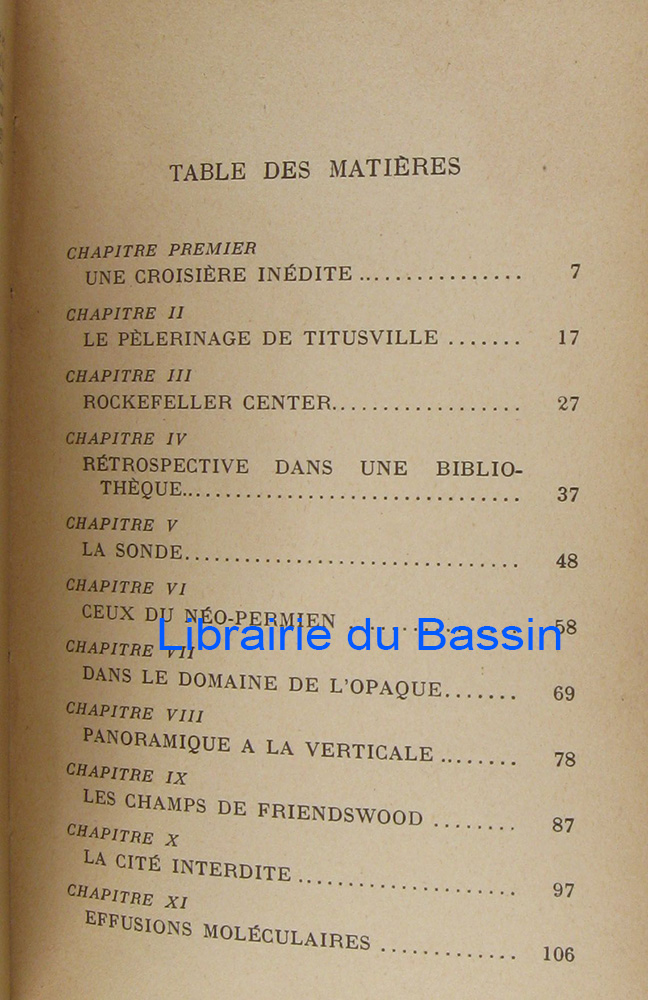 TABLE DES MATIÈRES
CHAPITRE PREMIER
UNE CROISIÈRE INÉDITE ................. 7
CHAPITRE II
LE PÈLERINAGE DE TITUSVILLE ....... 17
CHAPITRE III
ROCKEFELLER CENTER.................. 27
CHAPITRE IV
RÉTROSPECTIVE DANS UNE BIBLIO-
THÈQUE.................................. 37
CHAPITRE V
LA SONDE............................... 48
CHAPITRE VI
CEUX DU NÉO-PERMIEN ............... 58
Librairie du Bassin
CHAPITRE VII
DANS LE DOMAINE DE L'OPAQUE....... 69
CHAPITRE VIII
PANORAMIQUE A LA VERTICALE ........ 78
CHAPITRE IX
LES CHAMPS DE FRIENDSWOOD ........ 87
CHAPITRE X
LA CITÉ INTERDITE .................... 97
CHAPITRE XI
EFFUSIONS MOLÉCULAIRES ............. 106